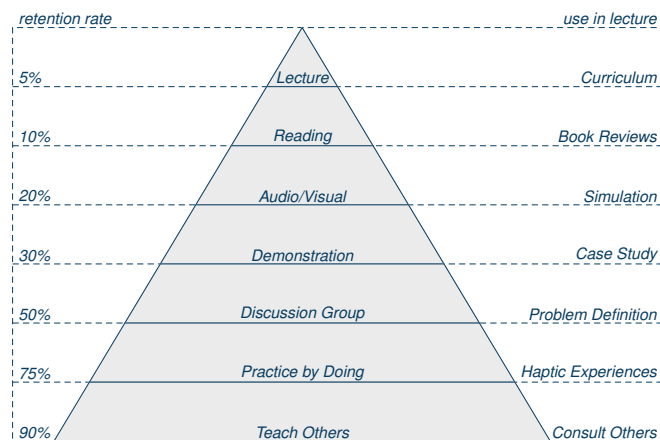 retention rate use in lecture
5% Lecture Curriculum
10% Reading Book Reviews
20% Audio/Visual Simulation
30% Demonstration Case Study
50% Discussion Group Problem Definition
75% Practice by Doing Haptic Experiences
90% Teach Others Consult Others